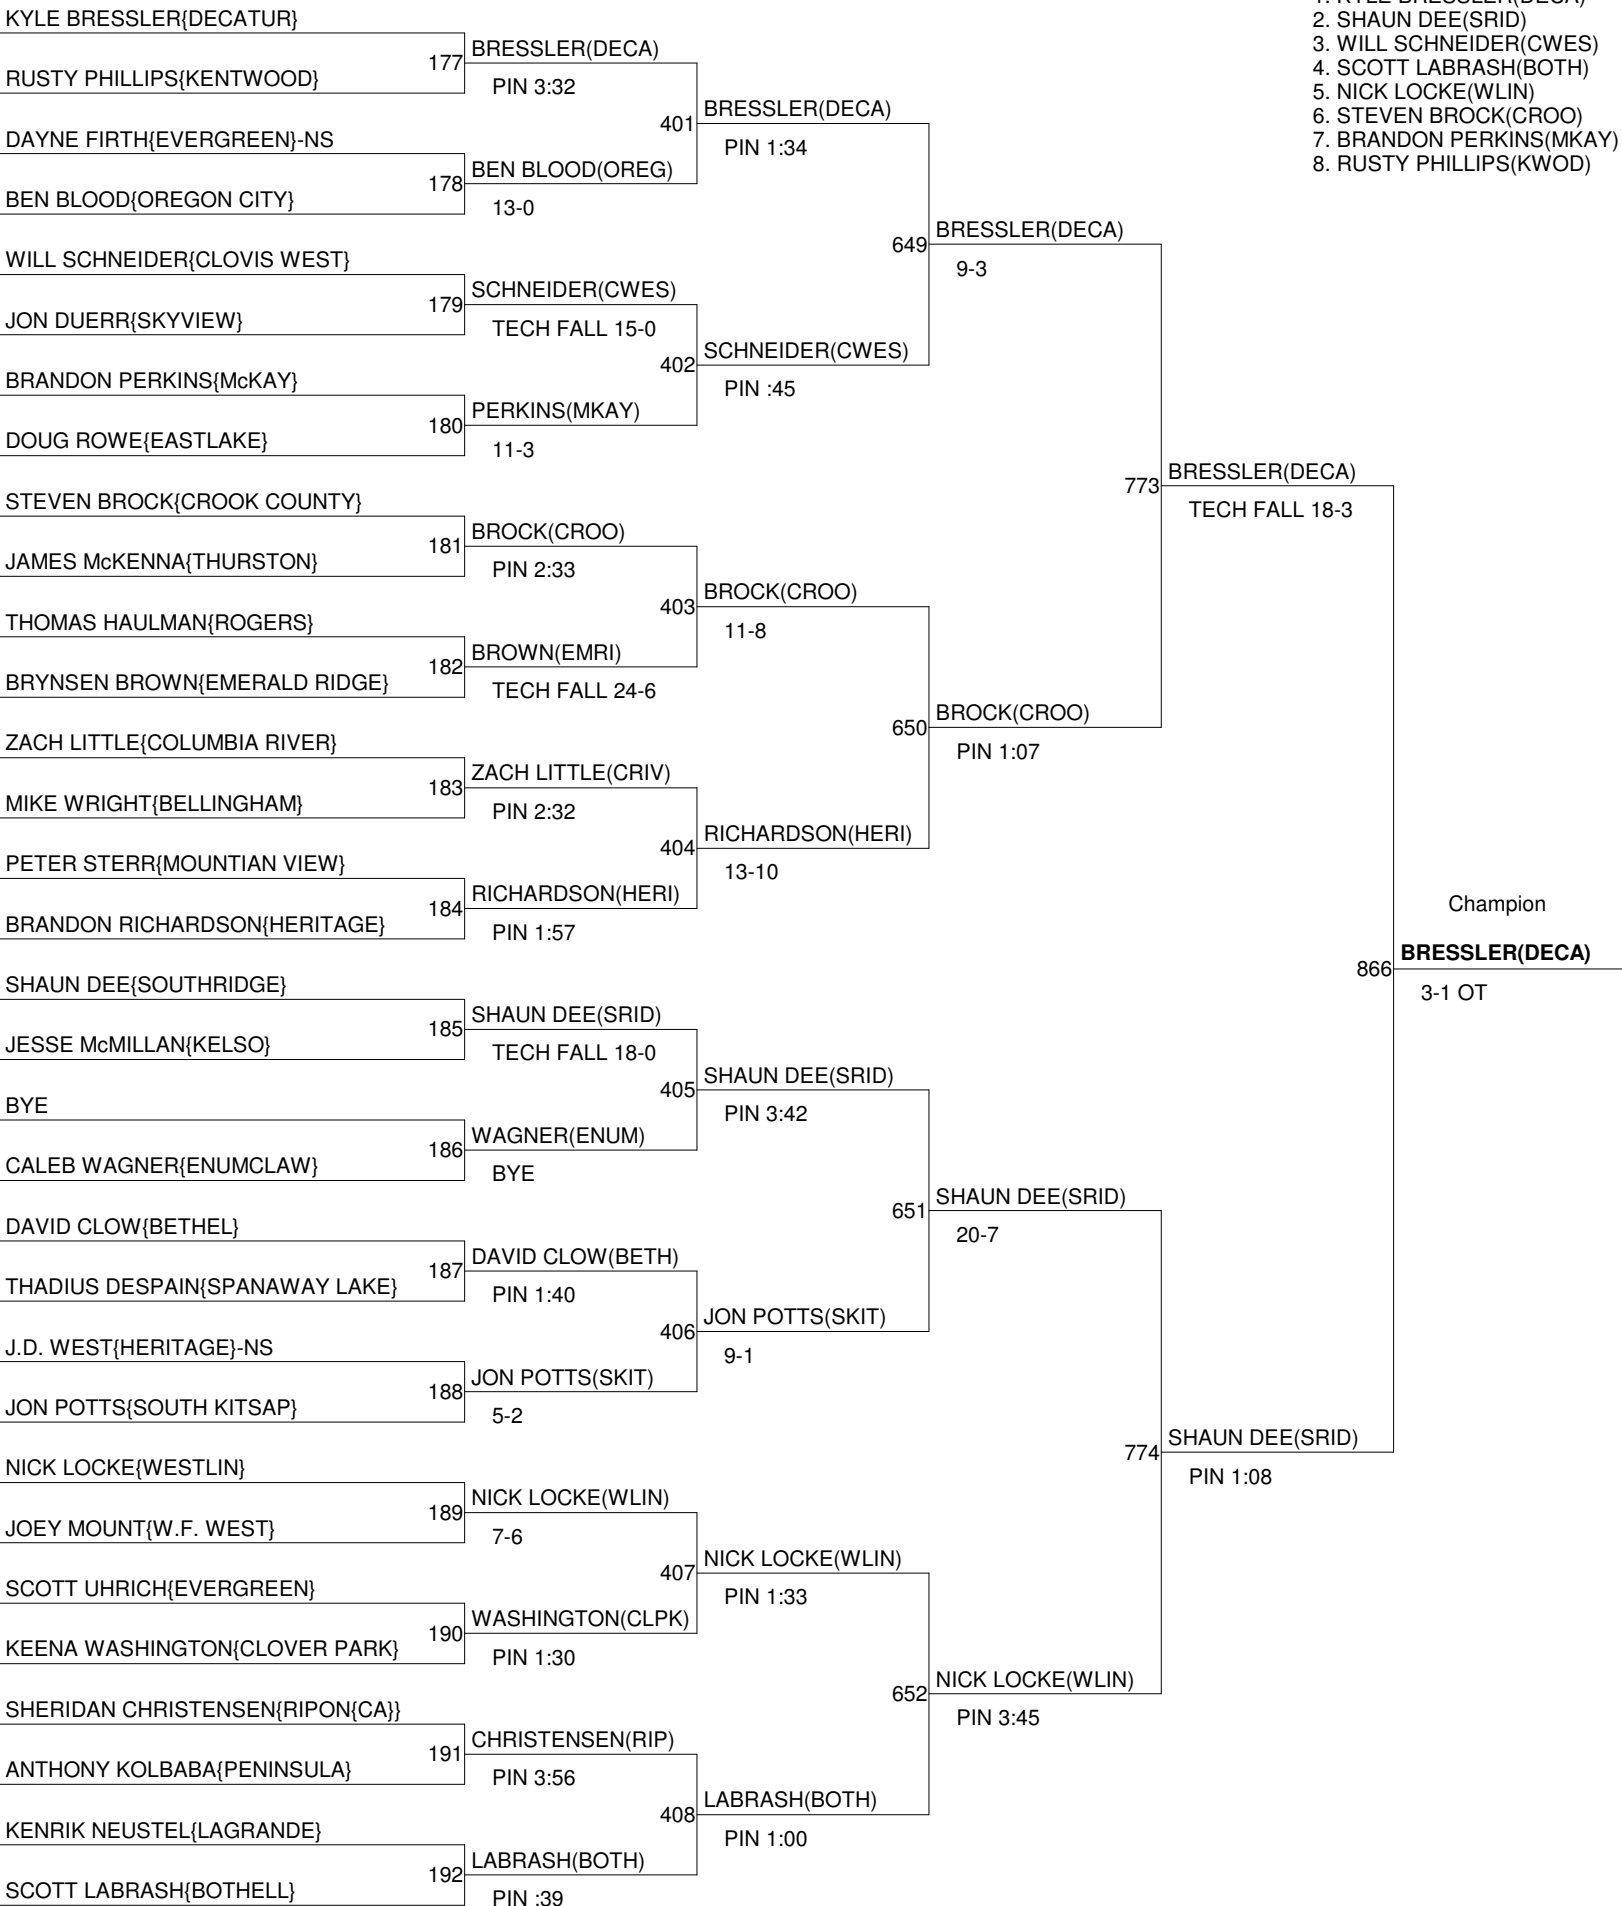 KYLE BRESSLER{DECATUR}
177
RUSTY PHILLIPS{KENTWOOD}
BRESSLER(DECA)
PIN 3:32
DAYNE FIRTH{EVERGREEN}-NS
178
BEN BLOOD{OREGON CITY}
BEN BLOOD(OREG)
13-0
401
BRESSLER(DECA)
PIN 1:34
WILL SCHNEIDER{CLOVIS WEST}
179
JON DUERR{SKYVIEW}
SCHNEIDER(CWES)
TECH FALL 15-0
BRANDON PERKINS{McKAY}
180
DOUG ROWE{EASTLAKE}
PERKINS(MKAY)
11-3
402
SCHNEIDER(CWES)
PIN :45
649
BRESSLER(DECA)
9-3
STEVEN BROCK{CROOK COUNTY}
181
JAMES McKENNA{THURSTON}
BROCK(CROO)
PIN 2:33
THOMAS HAULMAN{ROGERS}
182
BRYNSEN BROWN{EMERALD RIDGE}
BROWN(EMRI)
TECH FALL 24-6
403
BROCK(CROO)
11-8
ZACH LITTLE{COLUMBIA RIVER}
183
MIKE WRIGHT{BELLINGHAM}
ZACH LITTLE(CRIV)
PIN 2:32
PETER STERR{MOUNTIAN VIEW}
184
BRANDON RICHARDSON{HERITAGE}
RICHARDSON(HERI)
PIN 1:57
404
RICHARDSON(HERI)
13-10
650
BROCK(CROO)
PIN 1:07
773
BRESSLER(DECA)
TECH FALL 18-3
SHAUN DEE{SOUTHRIDGE}
185
JESSE McMILLAN{KELSO}
SHAUN DEE(SRID)
TECH FALL 18-0
BYE
186
CALEB WAGNER{ENUMCLAW}
WAGNER(ENUM)
BYE
405
SHAUN DEE(SRID)
PIN 3:42
DAVID CLOW{BETHEL}
187
THADIUS DESPAIN{SPANAWAY LAKE}
DAVID CLOW(BETH)
PIN 1:40
J.D. WEST{HERITAGE}-NS
188
JON POTTS{SOUTH KITSAP}
JON POTTS(SKIT)
5-2
406
JON POTTS(SKIT)
9-1
651
SHAUN DEE(SRID)
20-7
NICK LOCKE{WESTLIN}
189
JOEY MOUNT{W.F. WEST}
NICK LOCKE(WLIN)
7-6
SCOTT UHRICH{EVERGREEN}
190
KEENA WASHINGTON{CLOVER PARK}
WASHINGTON(CLPK)
PIN 1:30
407
NICK LOCKE(WLIN)
PIN 1:33
SHERIDAN CHRISTENSEN{RIPON{CA}}
191
ANTHONY KOLBABA{PENINSULA}
CHRISTENSEN(RIP)
PIN 3:56
KENRIK NEUSTEL{LAGRANDE}
192
SCOTT LABRASH{BOTHELL}
LABRASH(BOTH)
PIN :39
408
LABRASH(BOTH)
PIN 1:00
652
NICK LOCKE(WLIN)
PIN 3:45
774
SHAUN DEE(SRID)
PIN 1:08
Champion
866
BRESSLER(DECA)
3-1 OT
1. KYLE BRESSLER(DECA)
2. SHAUN DEE(SRID)
3. WILL SCHNEIDER(CWES)
4. SCOTT LABRASH(BOTH)
5. NICK LOCKE(WLIN)
6. STEVEN BROCK(CROO)
7. BRANDON PERKINS(MKAY)
8. RUSTY PHILLIPS(KWOD)